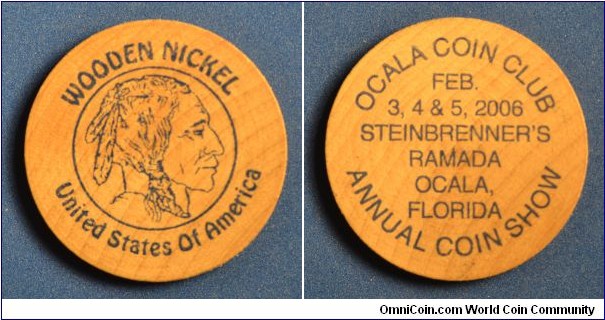 WOODEN NICKEL
United States Of America
OCALA COIN CLUB
FEB.
3, 4 & 5, 2006
STEINBRENNER'S
RAMADA
OCALA,
FLORIDA
ANNUAL COIN SHOW
OmniCoin.com World Coin Community